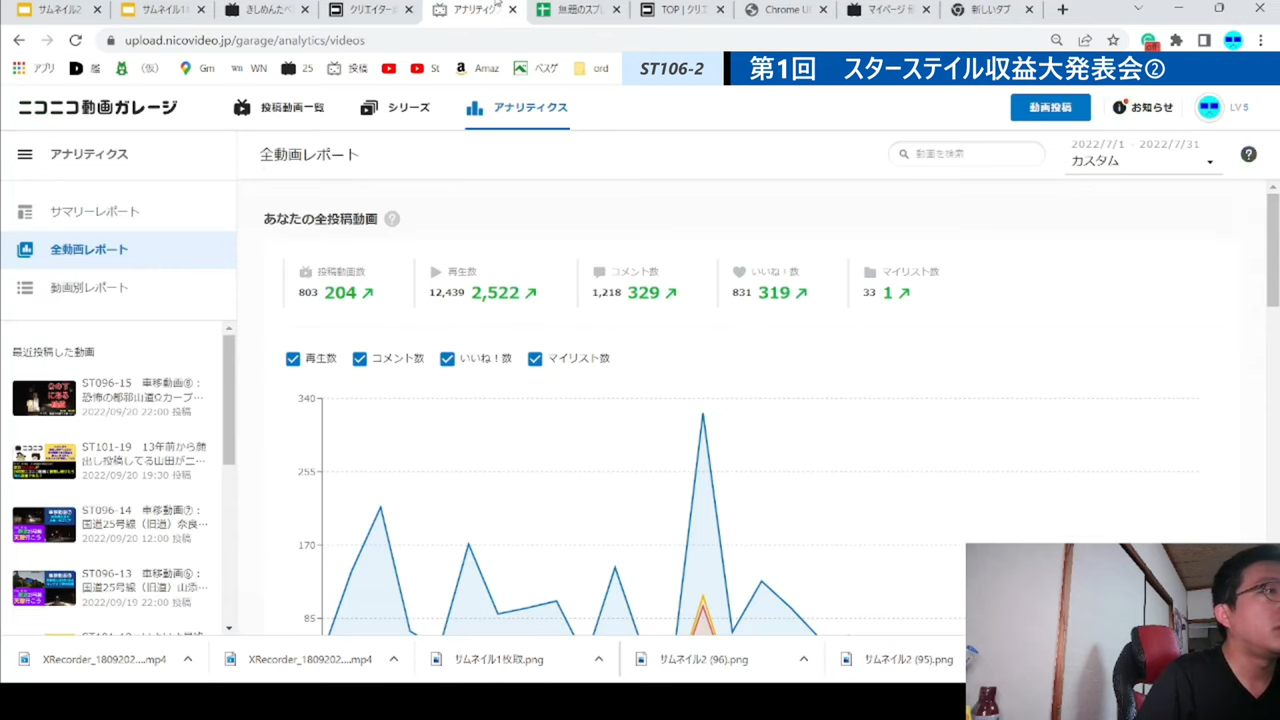 サムネイル2
サムネイル1
きしめんたべ
クリエイターボ
アナリティク
無題のスプレ
TOP | クリエ
Chrome ウ
マイページ
新しいタブ
upload.nicovideo.jp/garage/analytics/videos
アプリ
艦
(仮)
Gm
WN
25
投稿
St
Amaz
ベスゲ
ord
ST106-2
第1回 スターステイル収益大発表会②
ニコニコ動画ガレージ
投稿動画一覧
シリーズ
アナリティクス
動画投稿
お知らせ
LV 5
アナリティクス
全動画レポート
動画を検索
2022/7/1 - 2022/7/31
カスタム
サマリーレポート
全動画レポート
動画別レポート
あなたの全投稿動画
投稿動画数
803 204
再生数
12,439 2,522
コメント数
1,218 329
いいね!数
831 319
マイリスト数
33 1
再生数
コメント数
いいね!数
マイリスト数
340
255
170
85
最近投稿した動画
ST096-15 車移動画⑧：
恐怖の都祁山道Ωカーブ…
2022/09/20 22:00 投稿
ST101-19 13年前から顔
出し投稿してる山田がニ…
2022/09/20 19:30 投稿
ST096-14 車移動画⑦：
国道25号線（旧道）奈良…
2022/09/20 12:00 投稿
ST096-13 車移動画⑥：
国道25号線（旧道）山添…
2022/09/19 22:00 投稿
XRecorder_1809202....mp4
XRecorder_1809202....mp4
サムネイル1枚取.png
サムネイル2 (96).png
サムネイル2 (95).png